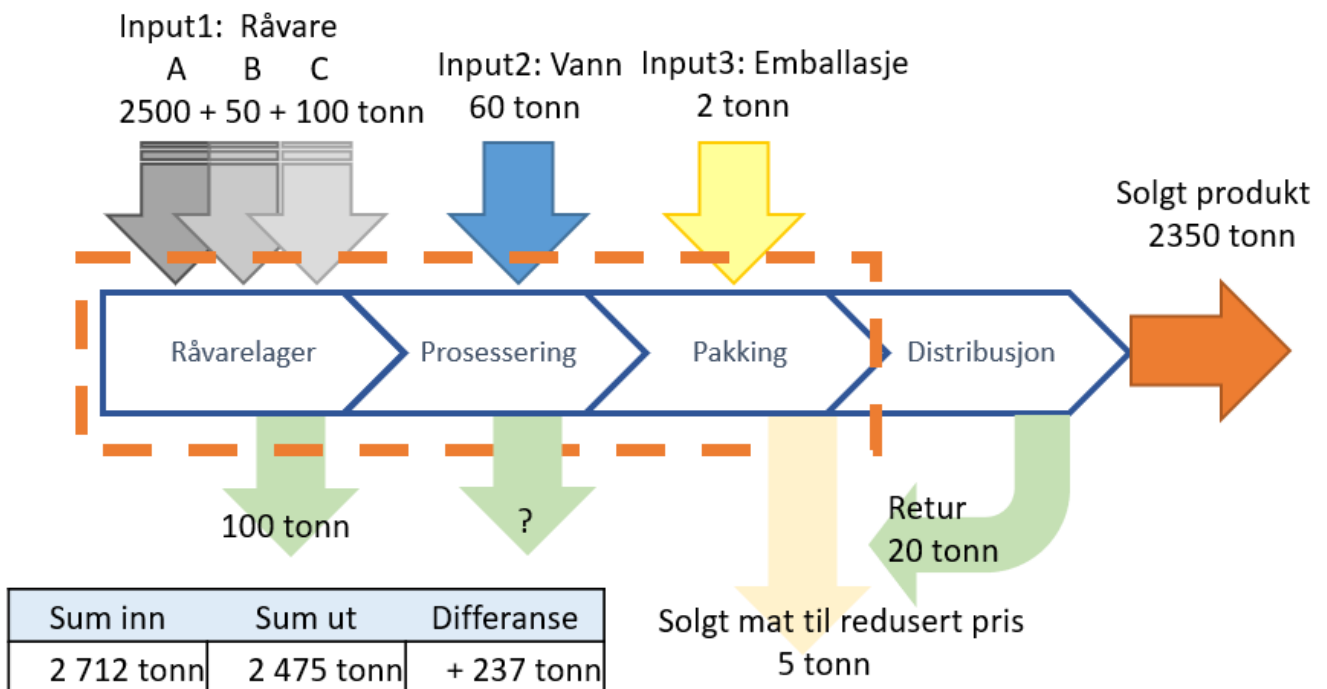 Input1: Råvare
A B C
2500 + 50 + 100 tonn
Input2: Vann
60 tonn
Input3: Emballasje
2 tonn
Solgt produkt
2350 tonn
Råvarelager
Prosessering
Pakking
Distribusjon
100 tonn
?
Retur
20 tonn
Solgt mat til redusert pris
5 tonn
Sum inn Sum ut Differanse
2 712 tonn 2 475 tonn + 237 tonn